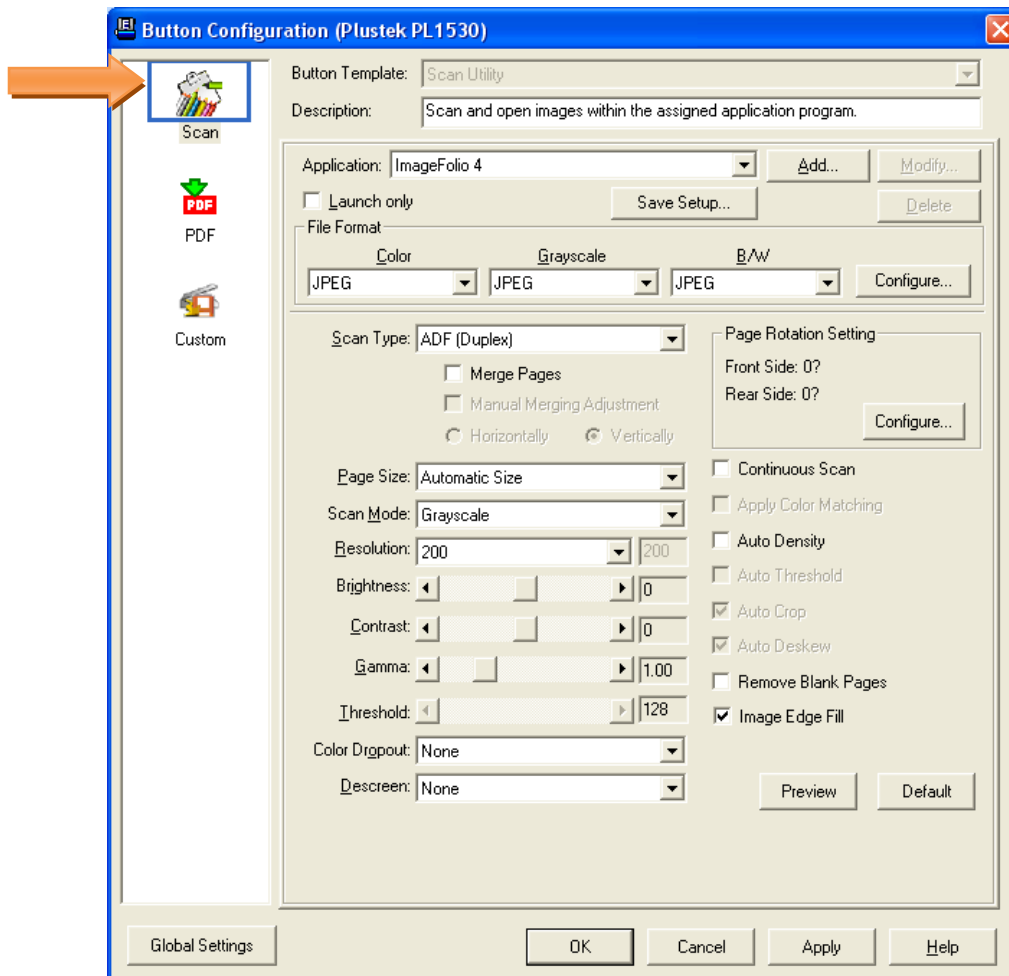 Button Configuration (Plustek PL1530)
Scan
PDF
PDF
Custom
Button Template: Scan Utility
Description: Scan and open images within the assigned application program.
Application: ImageFolio 4 Add... Modify...
Launch only Save Setup... Delete
File Format
Color Grayscale B/W
JPEG JPEG JPEG Configure...
Scan Type: ADF (Duplex)
Merge Pages
Manual Merging Adjustment
Horizontally Vertically
Page Size: Automatic Size
Scan Mode: Grayscale
Resolution: 200 200
Brightness: 0
Contrast: 0
Gamma: 1.00
Threshold: 128
Color Dropout: None
Descreen: None
Page Rotation Setting
Front Side: 0?
Rear Side: 0?
Configure...
Continuous Scan
Apply Color Matching
Auto Density
Auto Threshold
Auto Crop
Auto Deskew
Remove Blank Pages
Image Edge Fill
Preview Default
Global Settings OK Cancel Apply Help